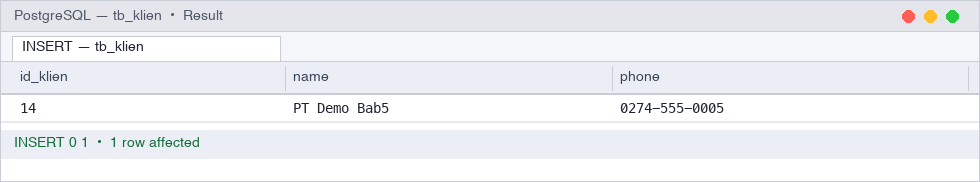 PostgreSQL — tb_klien • Result
INSERT — tb_klien
id_klien name phone
14 PT Demo Bab5 0274−555−0005
INSERT 0 1 • 1 row affected